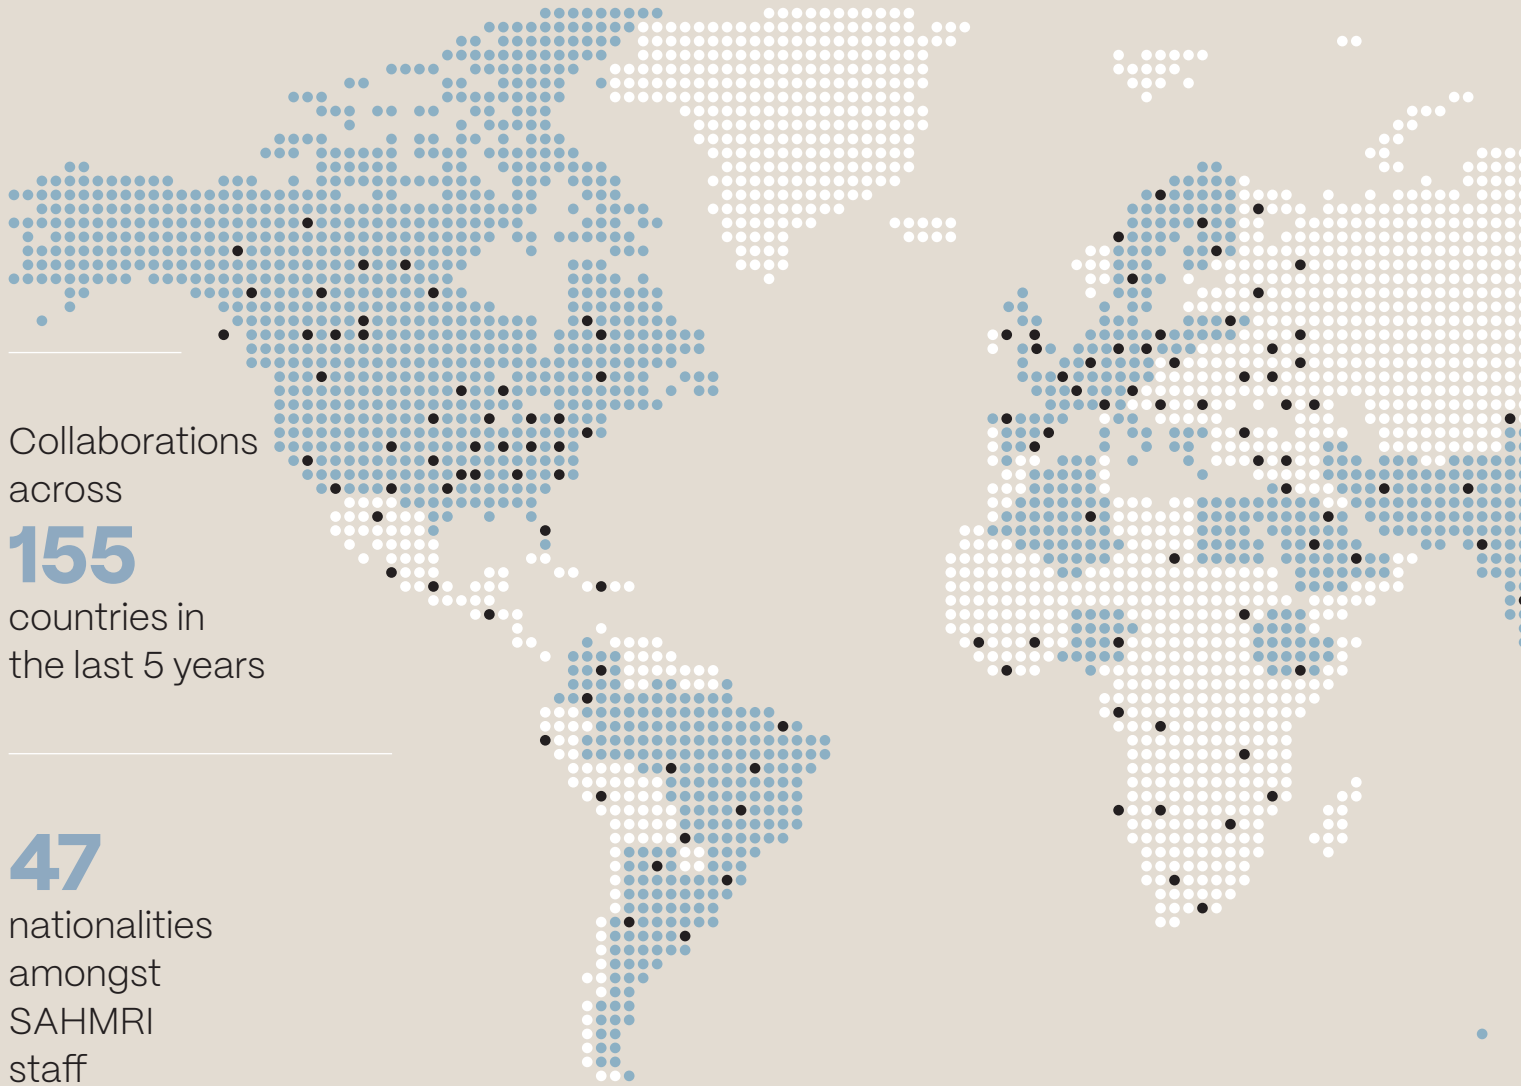 Collaborations
across
155
countries in
the last 5 years
47
nationalities
amongst
SAHMRI
staff